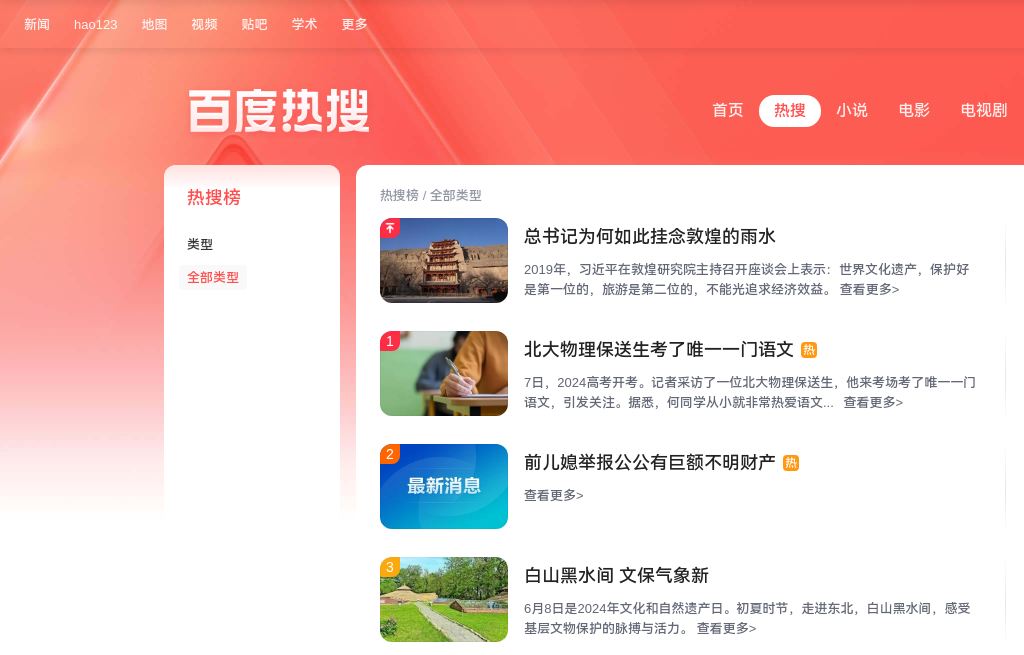 新闻 hao123 地图 视频 贴吧 学术 更多
百度热搜
首页 热搜 小说 电影 电视剧
热搜榜
类型
全部类型
热搜榜 / 全部类型
总书记为何如此挂念敦煌的雨水
2019年，习近平在敦煌研究院主持召开座谈会上表示：世界文化遗产，保护好
是第一位的，旅游是第二位的，不能光追求经济效益。 查看更多>
1
北大物理保送生考了唯一一门语文 热
7日，2024高考开考。记者采访了一位北大物理保送生，他来考场考了唯一一门
语文，引发关注。据悉，何同学从小就非常热爱语文... 查看更多>
2
最新消息
前儿媳举报公公有巨额不明财产 热
查看更多>
3
白山黑水间 文保气象新
6月8日是2024年文化和自然遗产日。初夏时节，走进东北，白山黑水间，感受
基层文物保护的脉搏与活力。 查看更多>